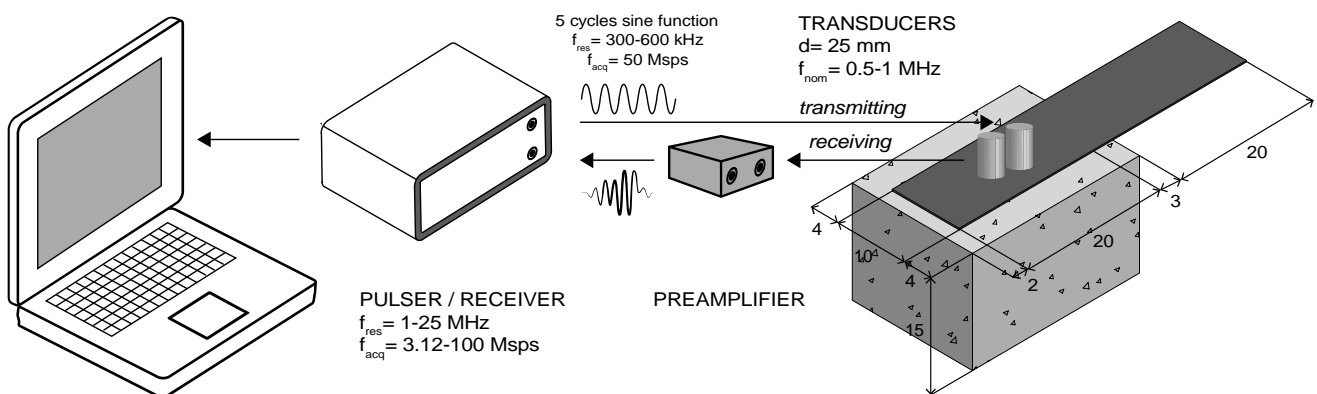 5 cycles sine function
f_res= 300-600 kHz
f_acq= 50 Msps
TRANSDUCERS
d= 25 mm
f_nom= 0.5-1 MHz
transmitting
receiving
PULSER / RECEIVER
f_res= 1-25 MHz
f_acq= 3.12-100 Msps
PREAMPLIFIER
20
3
20
2
4
10
4
15